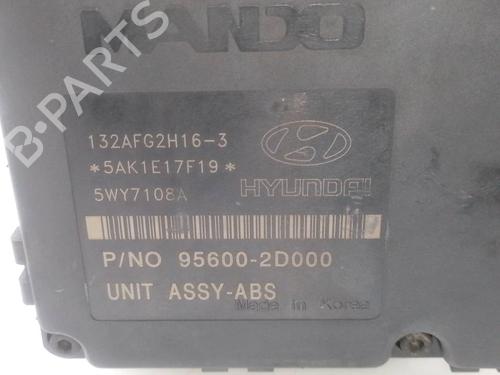 MANDO
B-PARTS
132AFG2H16-3
*5AK1E17F19*
5WY7108A
HYUNDAI
P/NO 95600-2D000
UNIT ASSY-ABS
Made in Korea